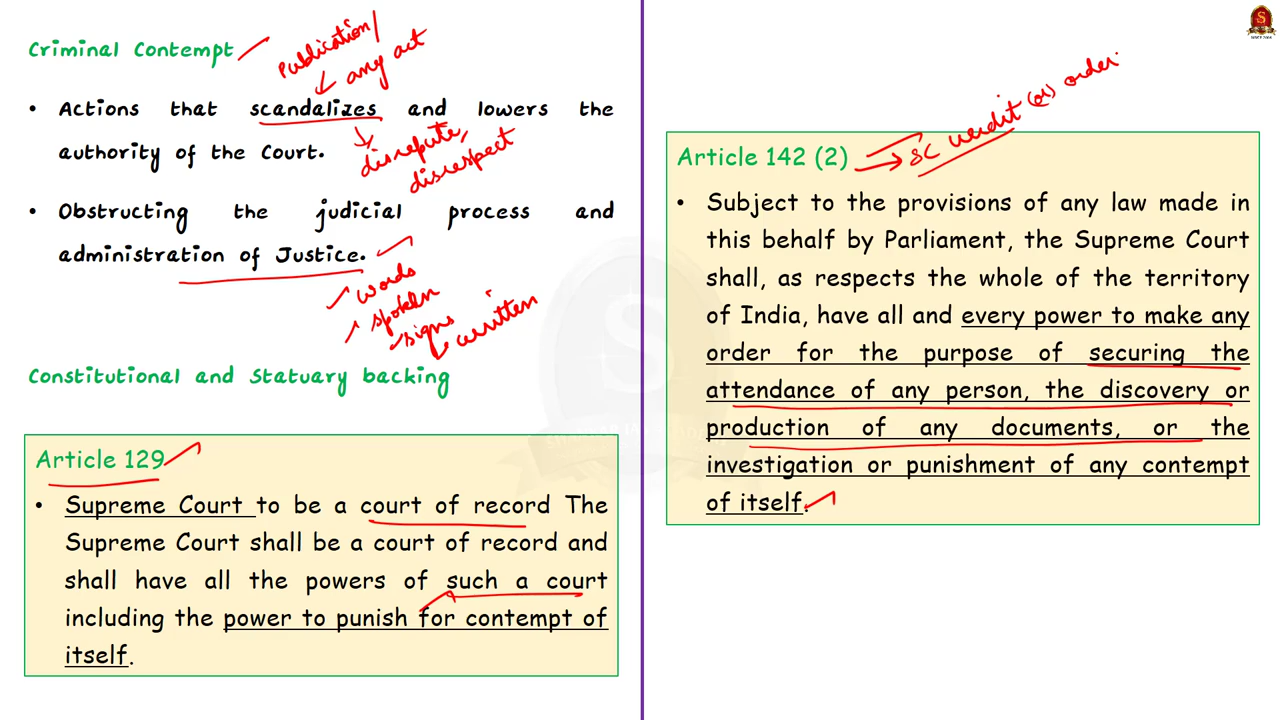 Criminal Contempt
Publication/
any act
• Actions that scandalizes and lowers the
authority of the Court.
disrepute,
disrespect
• Obstructing the judicial process and
administration of Justice.
words
spoken
signs
written
Constitutional and Statuary backing
Article 129
• Supreme Court to be a court of record The
Supreme Court shall be a court of record and
shall have all the powers of such a court
including the power to punish for contempt of
itself.
Article 142 (2)
SC verdit (or) order
• Subject to the provisions of any law made in
this behalf by Parliament, the Supreme Court
shall, as respects the whole of the territory
of India, have all and every power to make any
order for the purpose of securing the
attendance of any person, the discovery or
production of any documents, or the
investigation or punishment of any contempt
of itself.